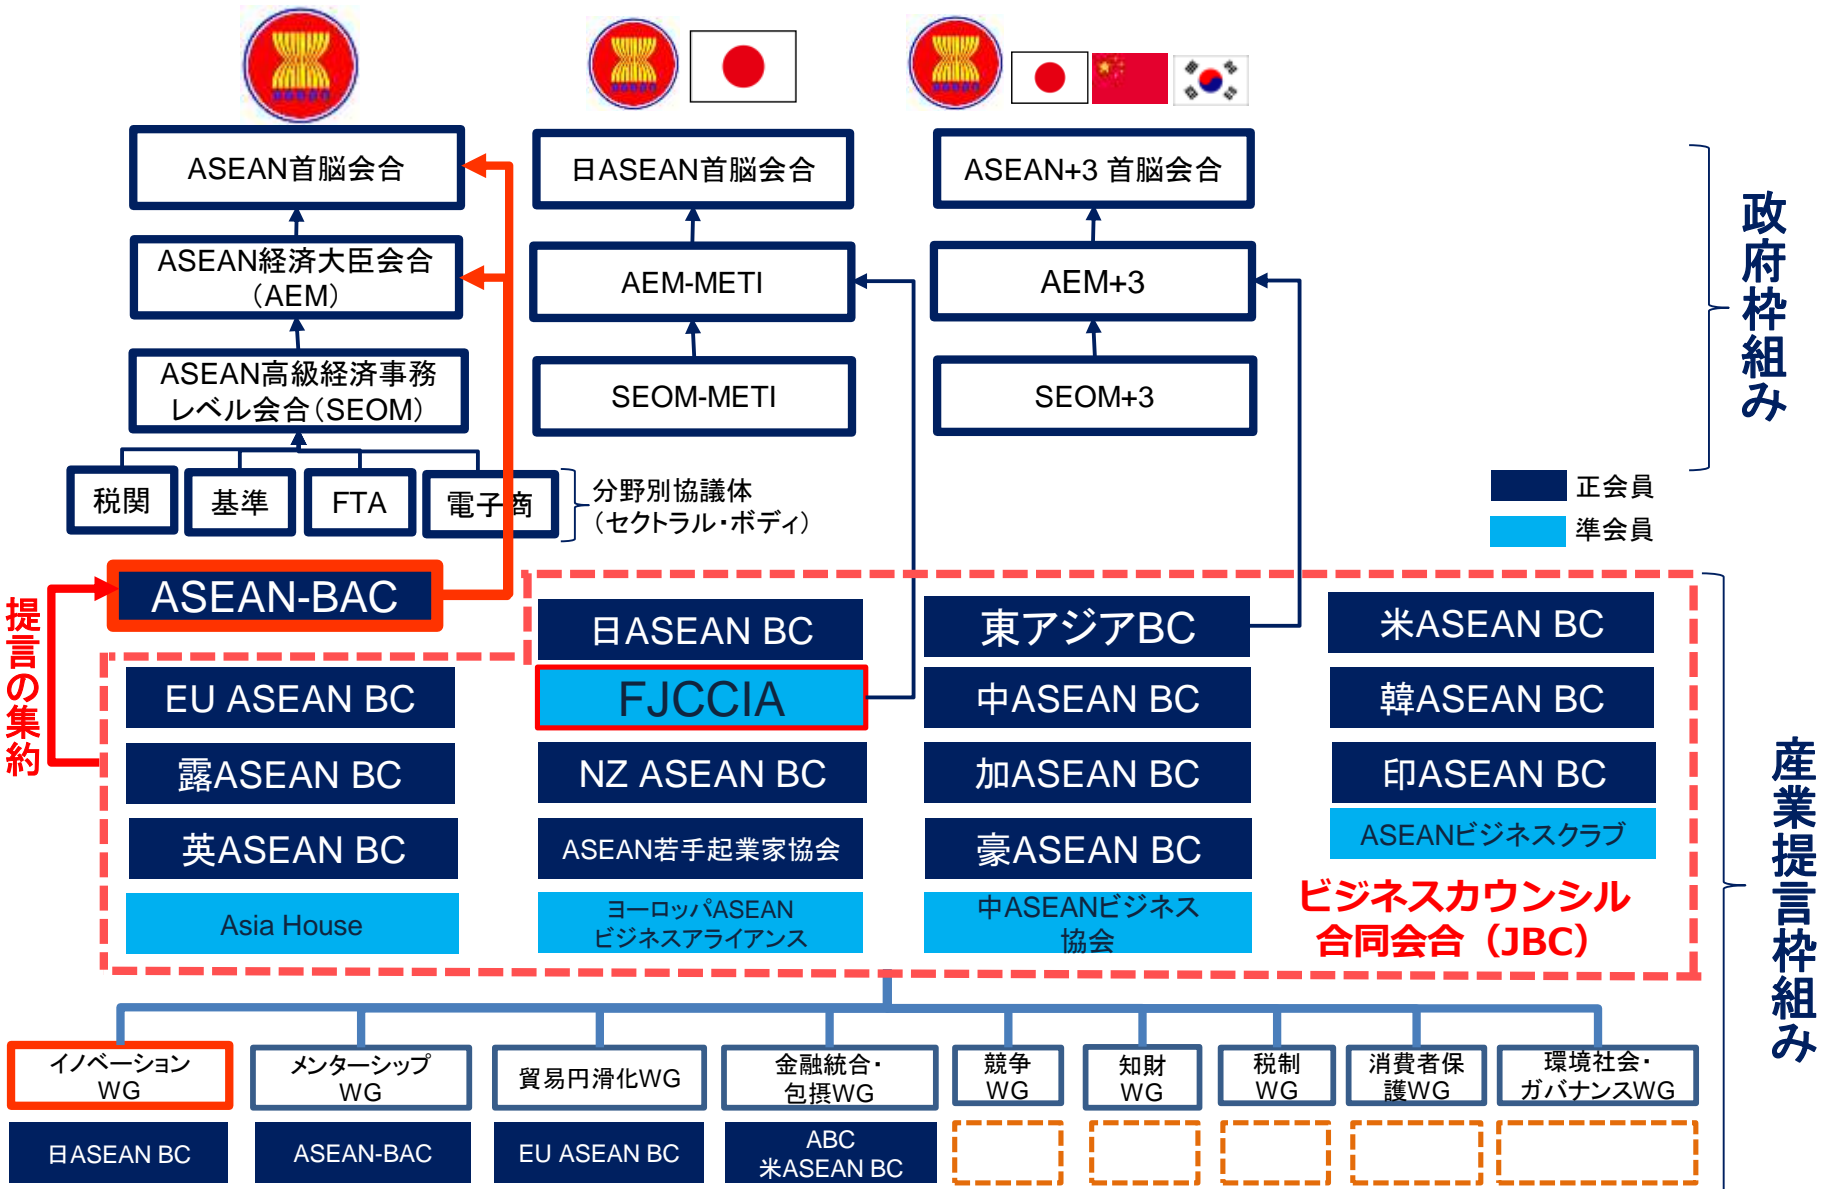 ASEAN首脳会合
日ASEAN首脳会合
ASEAN+3 首脳会合
ASEAN経済大臣会合
（AEM）
AEM-METI
AEM+3
ASEAN高級経済事務
レベル会合（SEOM）
SEOM-METI
SEOM+3
政府枠組み
税関
基準
FTA
電子商
分野別協議体
（セクトラル・ボディ）
正会員
準会員
提言の集約
ASEAN-BAC
日ASEAN BC
東アジアBC
米ASEAN BC
EU ASEAN BC
FJCCIA
中ASEAN BC
韓ASEAN BC
露ASEAN BC
NZ ASEAN BC
加ASEAN BC
印ASEAN BC
英ASEAN BC
ASEAN若手起業家協会
豪ASEAN BC
ASEANビジネスクラブ
Asia House
ヨーロッパASEAN
ビジネスアライアンス
中ASEANビジネス
協会
ビジネスカウンシル
合同会合（JBC）
産業提言枠組み
イノベーション
WG
メンターシップ
WG
貿易円滑化WG
金融統合・
包摂WG
競争
WG
知財
WG
税制
WG
消費者保
護WG
環境社会・
ガバナンスWG
日ASEAN BC
ASEAN-BAC
EU ASEAN BC
ABC
米ASEAN BC